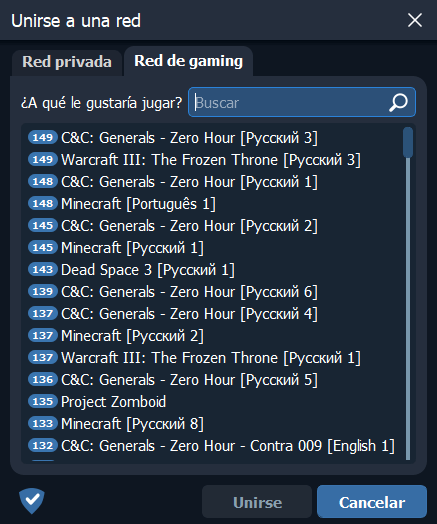 Unirse a una red
Red privada
Red de gaming
¿A qué le gustaría jugar?
Buscar
149 C&C: Generals - Zero Hour [Русский 3]
149 Warcraft III: The Frozen Throne [Русский 3]
148 C&C: Generals - Zero Hour [Русский 1]
148 Minecraft [Português 1]
145 C&C: Generals - Zero Hour [Русский 2]
145 Minecraft [Русский 1]
143 Dead Space 3 [Русский 1]
139 C&C: Generals - Zero Hour [Русский 6]
137 C&C: Generals - Zero Hour [Русский 4]
137 Minecraft [Русский 2]
137 Warcraft III: The Frozen Throne [Русский 1]
136 C&C: Generals - Zero Hour [Русский 5]
135 Project Zomboid
133 Minecraft [Русский 8]
132 C&C: Generals - Zero Hour - Contra 009 [English 1]
Unirse
Cancelar